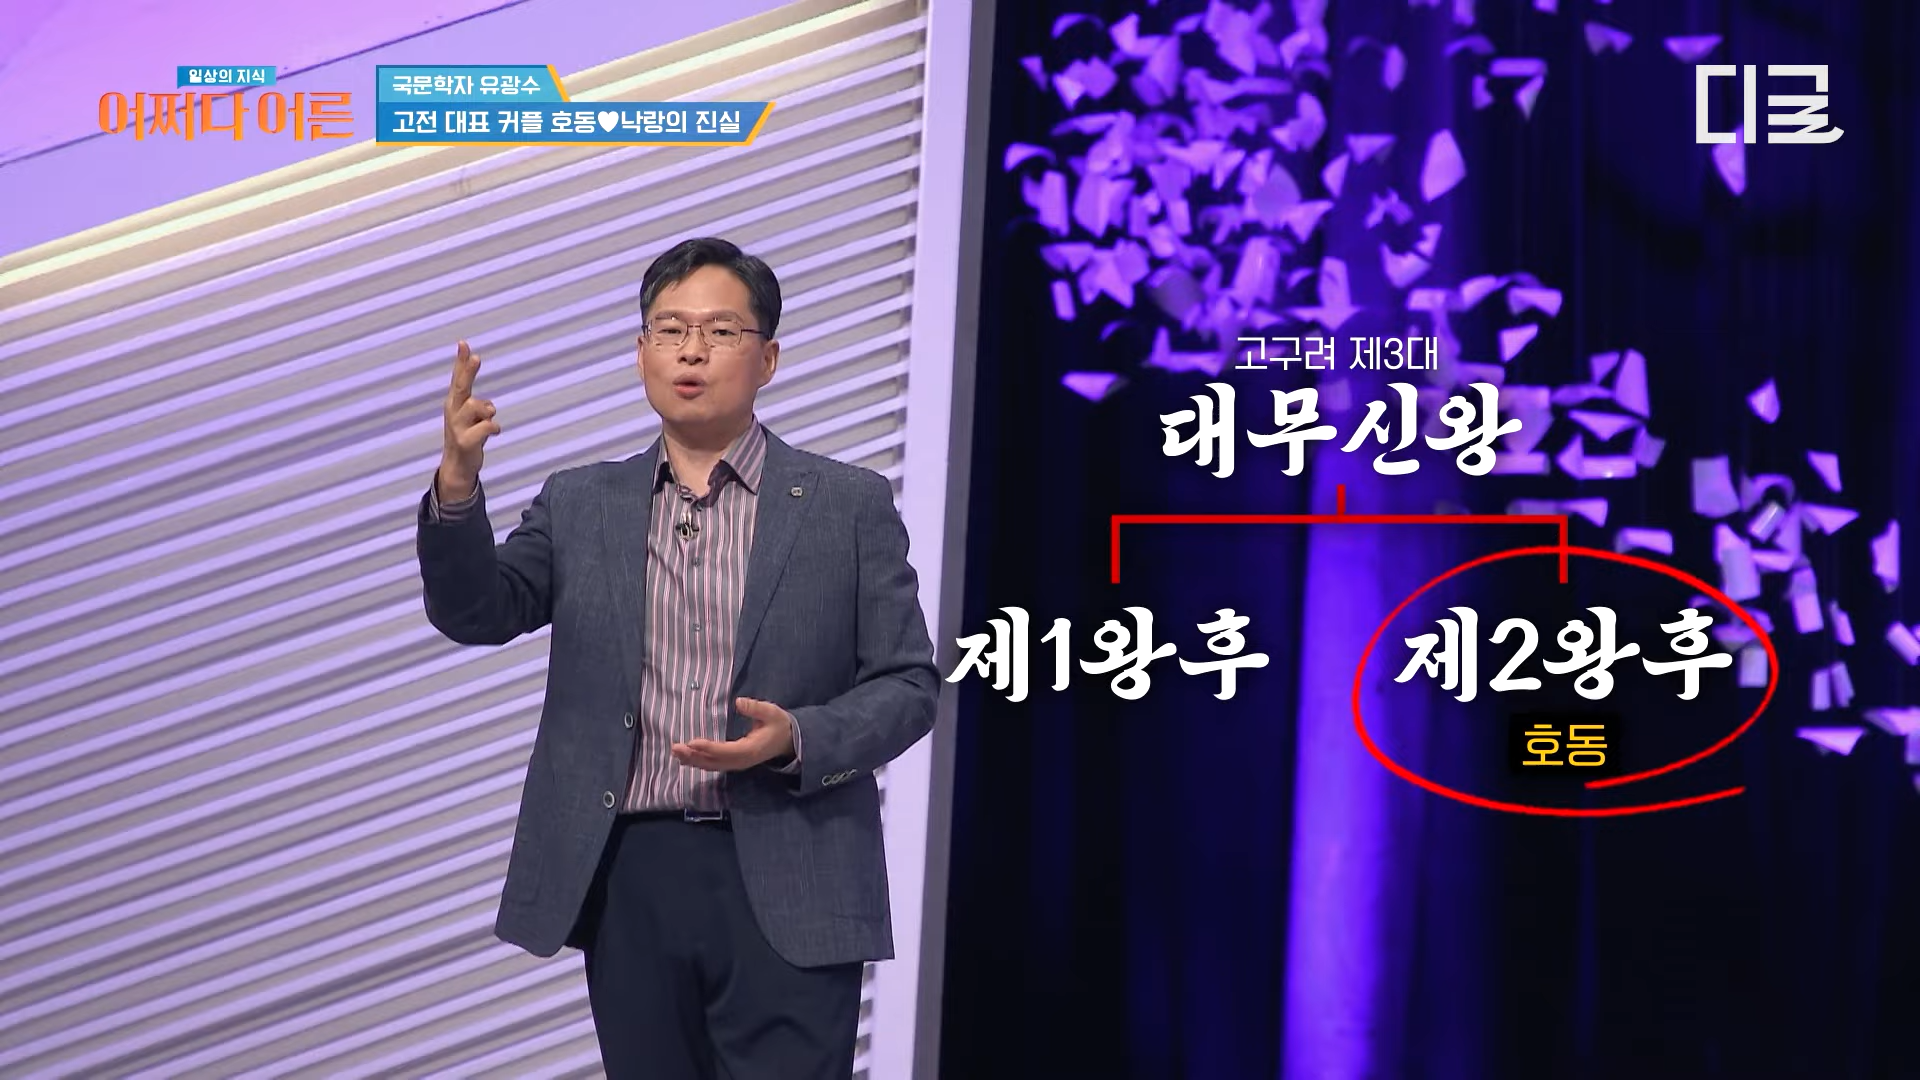 일상의 지식
어쩌다 어른
국문학자 유광수
고전 대표 커플 호동♥낙랑의 진실
디글
고구려 제3대
대무신왕
제1왕후
제2왕후
호동